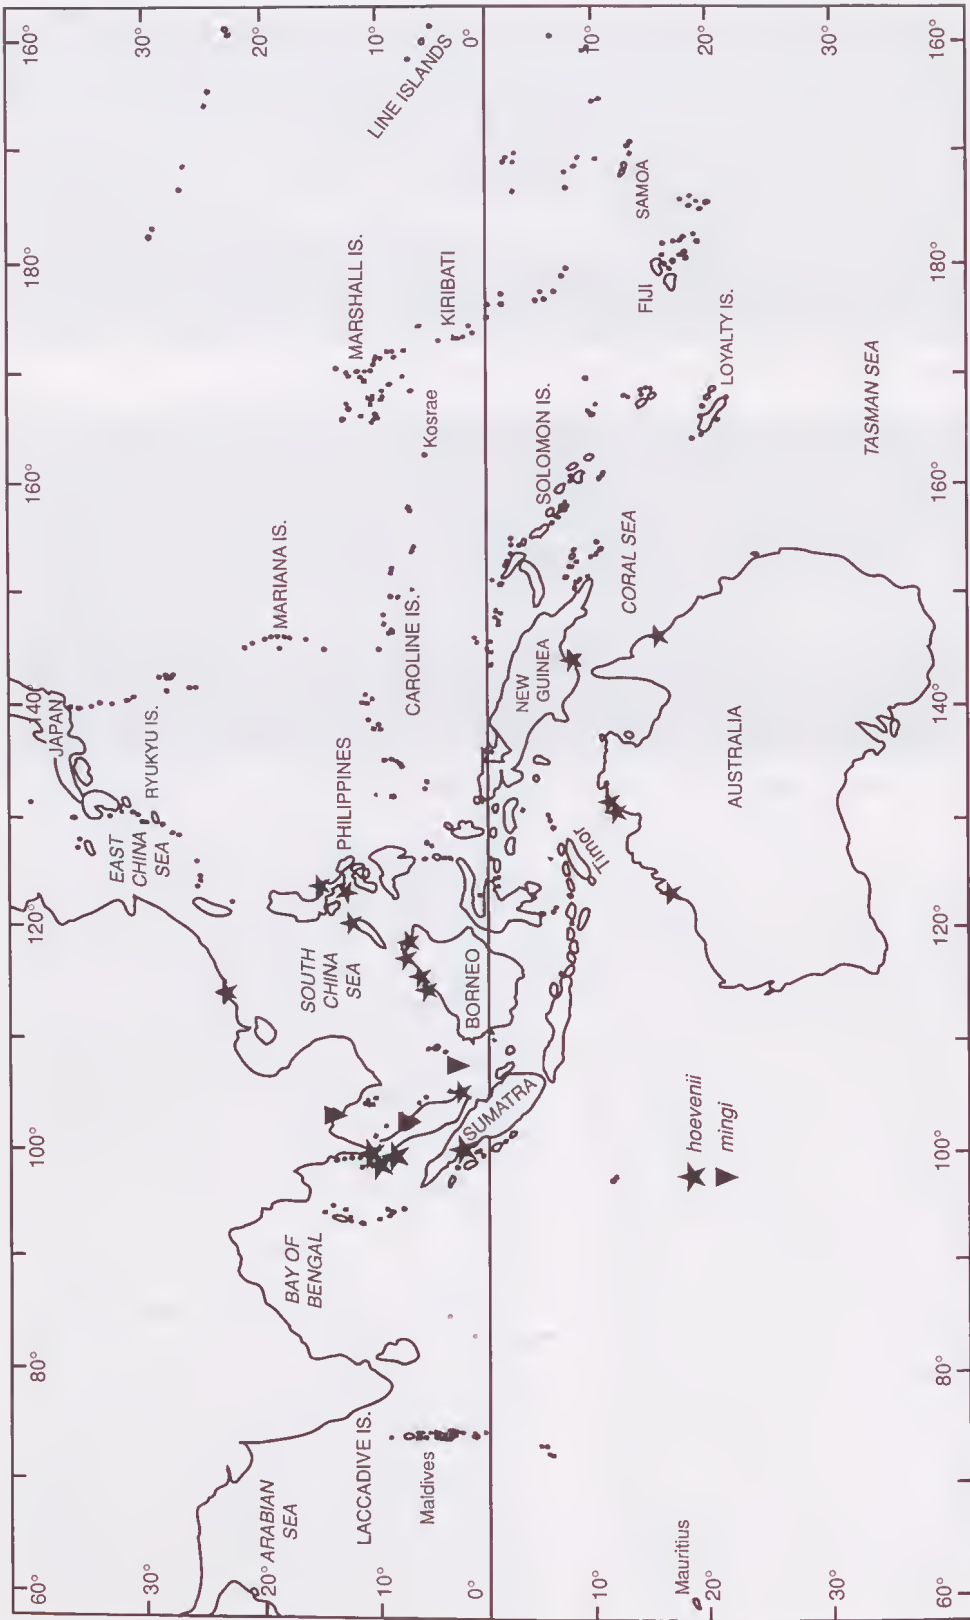 60°
80°
100°
120°
140°
160°
180°
160°
30°
20°
10°
0°
10°
20°
30°
30°
20°
10°
0°
10°
20°
JAPAN
EAST
CHINA
SEA
RYUKYU IS.
MARIANA IS.
MARSHALL IS.
KIRIBATI
Kosrae
LINE ISLANDS
CAROLINE IS.
PHILIPPINES
SOUTH
CHINA
SEA
BAY OF
BENGAL
ARABIAN
SEA
LACCADIVE IS.
Maldives
BORNEO
SUMATRA
NEW
GUINEA
SOLOMON IS.
SAMOA
FIJI
LOYALTY IS.
CORAL SEA
TASMAN SEA
Timor
AUSTRALIA
Mauritius
hoevenii
mingi
60°
80°
100°
120°
140°
160°
180°
160°